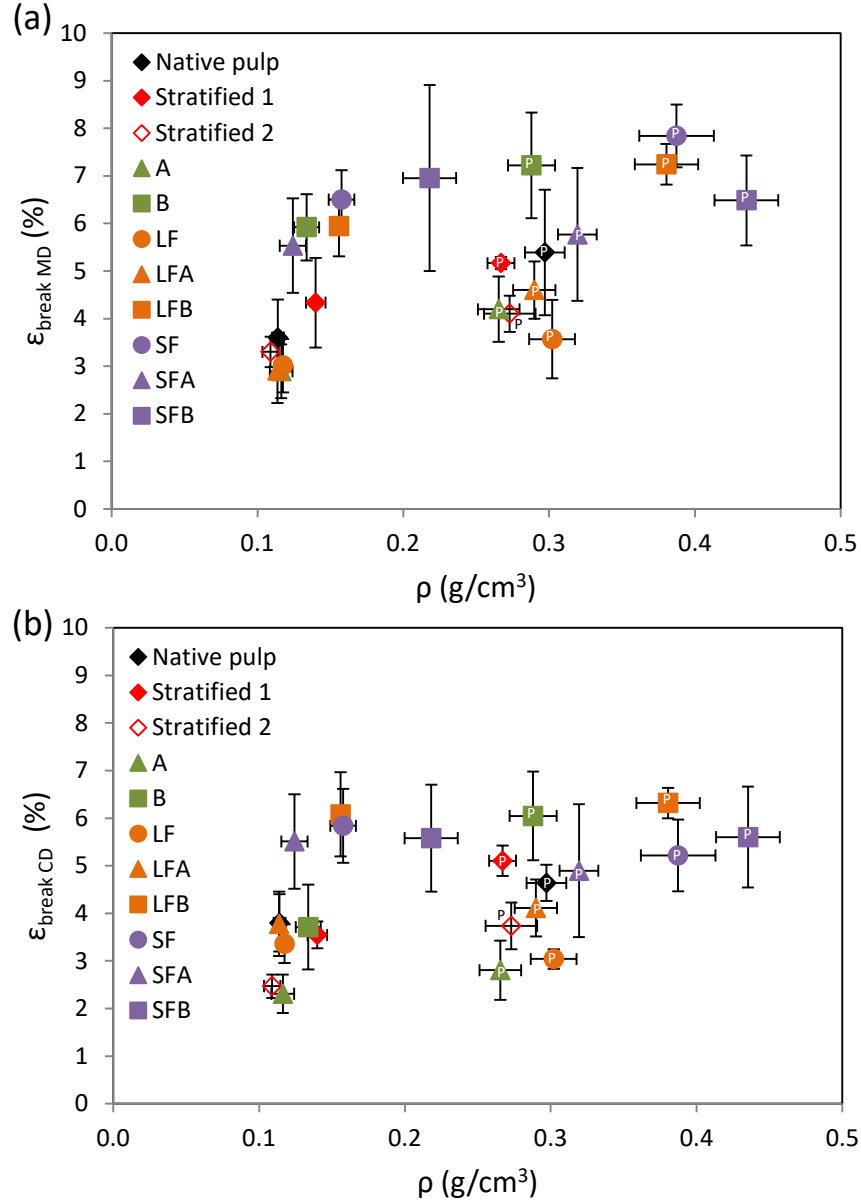 (a)
10
9
8
7
6
5
4
3
2
1
0
ε break MD (%)
Native pulp
Stratified 1
Stratified 2
A
B
LF
LFA
LFB
SF
SFA
SFB
P
P
P
P
P
P
P
P
P
P
P
0.0
0.1
0.2
0.3
0.4
0.5
ρ (g/cm³)
(b)
10
9
8
7
6
5
4
3
2
1
0
ε break CD (%)
Native pulp
Stratified 1
Stratified 2
A
B
LF
LFA
LFB
SF
SFA
SFB
P
P
P
P
P
P
P
P
P
P
P
0.0
0.1
0.2
0.3
0.4
0.5
ρ (g/cm³)